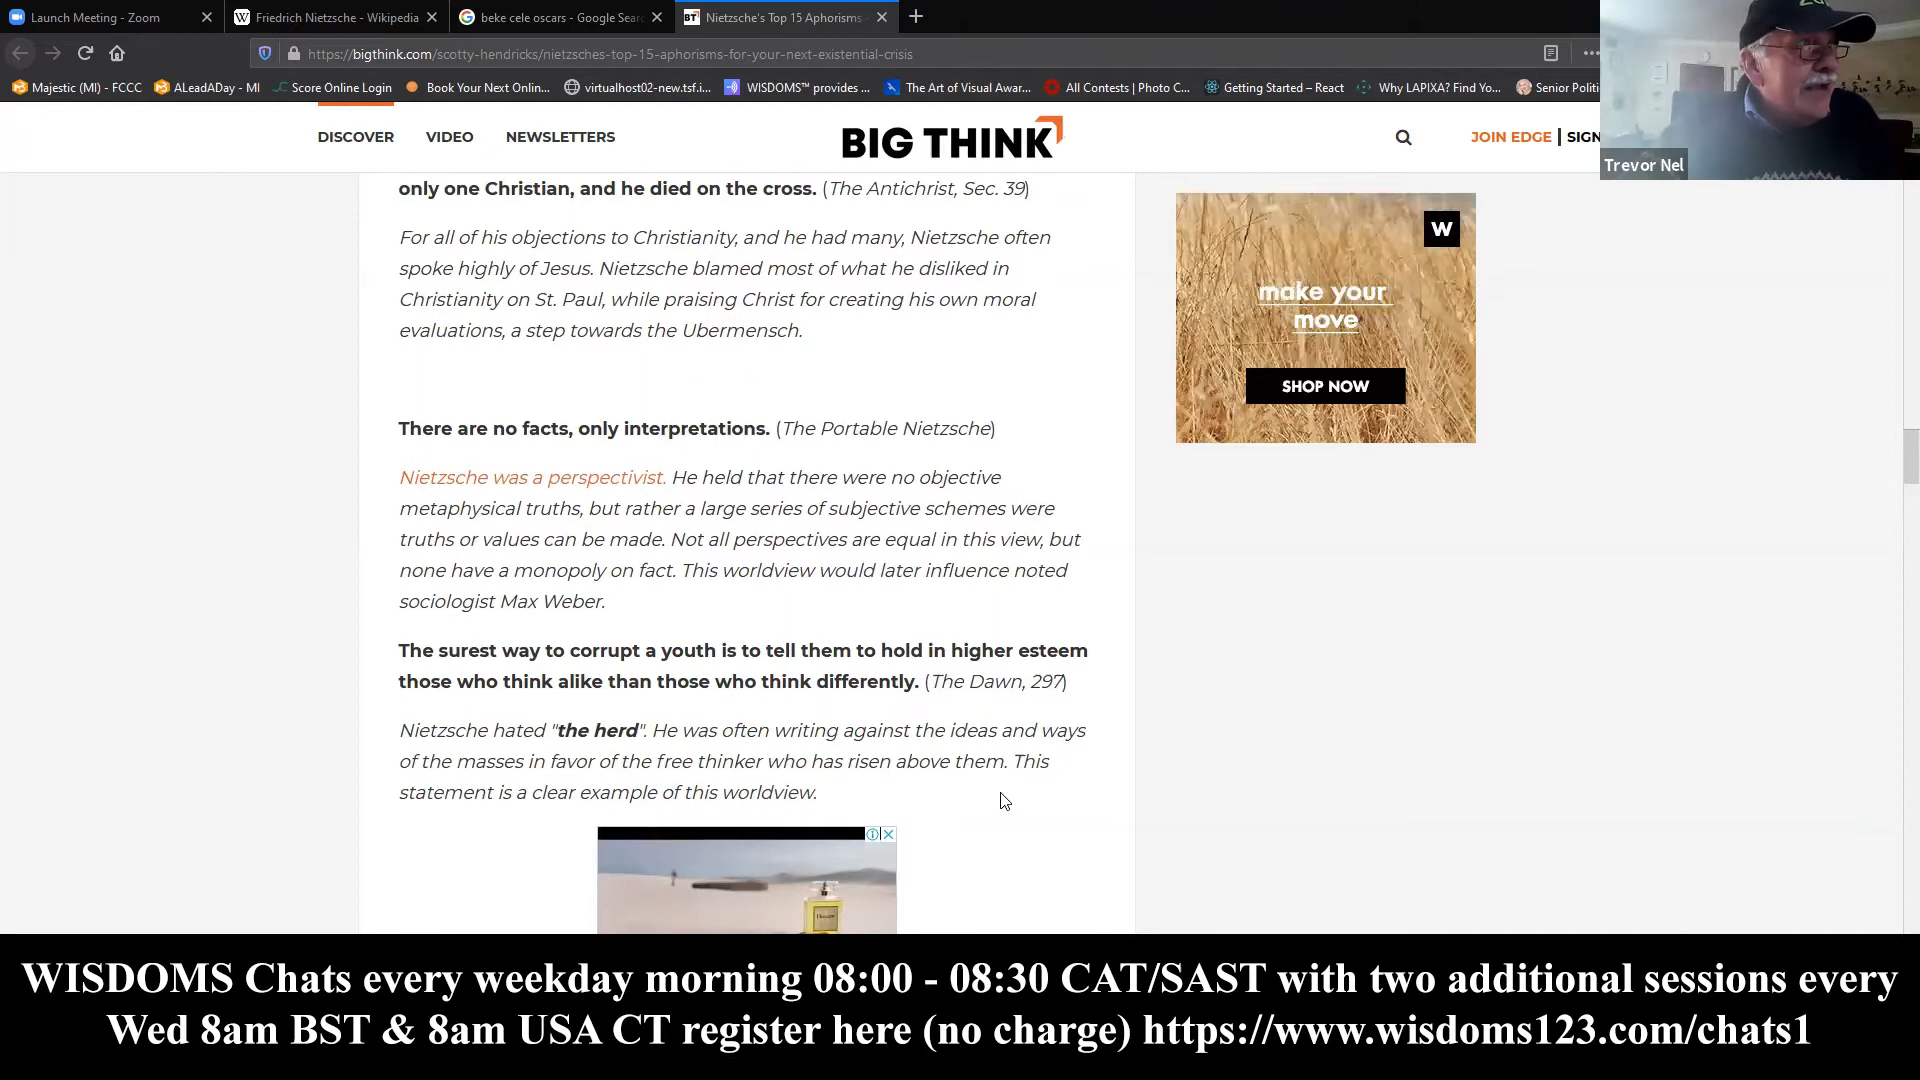 Launch Meeting - Zoom
Friedrich Nietzsche - Wikipedia
beke cele oscars - Google Sear
BT Nietzsche's Top 15 Aphorisms -
https://bigthink.com/scotty-hendricks/nietzsches-top-15-aphorisms-for-your-next-existential-crisis
Majestic (MI) - FCCC
ALeadADay - MI
Score Online Login
Book Your Next Onlin...
virtualhost02-new.tsf.i...
WISDOMS™ provides ...
The Art of Visual Awar...
All Contests | Photo C...
Getting Started – React
Why LAPIXA? Find Yo...
Senior Politi
DISCOVER VIDEO NEWSLETTERS
BIG THINK
JOIN EDGE | SIGN
Trevor Nel
only one Christian, and he died on the cross. (The Antichrist, Sec. 39)
For all of his objections to Christianity, and he had many, Nietzsche often
spoke highly of Jesus. Nietzsche blamed most of what he disliked in
Christianity on St. Paul, while praising Christ for creating his own moral
evaluations, a step towards the Ubermensch.
There are no facts, only interpretations. (The Portable Nietzsche)
Nietzsche was a perspectivist. He held that there were no objective
metaphysical truths, but rather a large series of subjective schemes were
truths or values can be made. Not all perspectives are equal in this view, but
none have a monopoly on fact. This worldview would later influence noted
sociologist Max Weber.
The surest way to corrupt a youth is to tell them to hold in higher esteem
those who think alike than those who think differently. (The Dawn, 297)
Nietzsche hated "the herd". He was often writing against the ideas and ways
of the masses in favor of the free thinker who has risen above them. This
statement is a clear example of this worldview.
W
make your
move
SHOP NOW
WISDOMS Chats every weekday morning 08:00 - 08:30 CAT/SAST with two additional sessions every
Wed 8am BST & 8am USA CT register here (no charge) https://www.wisdoms123.com/chats1